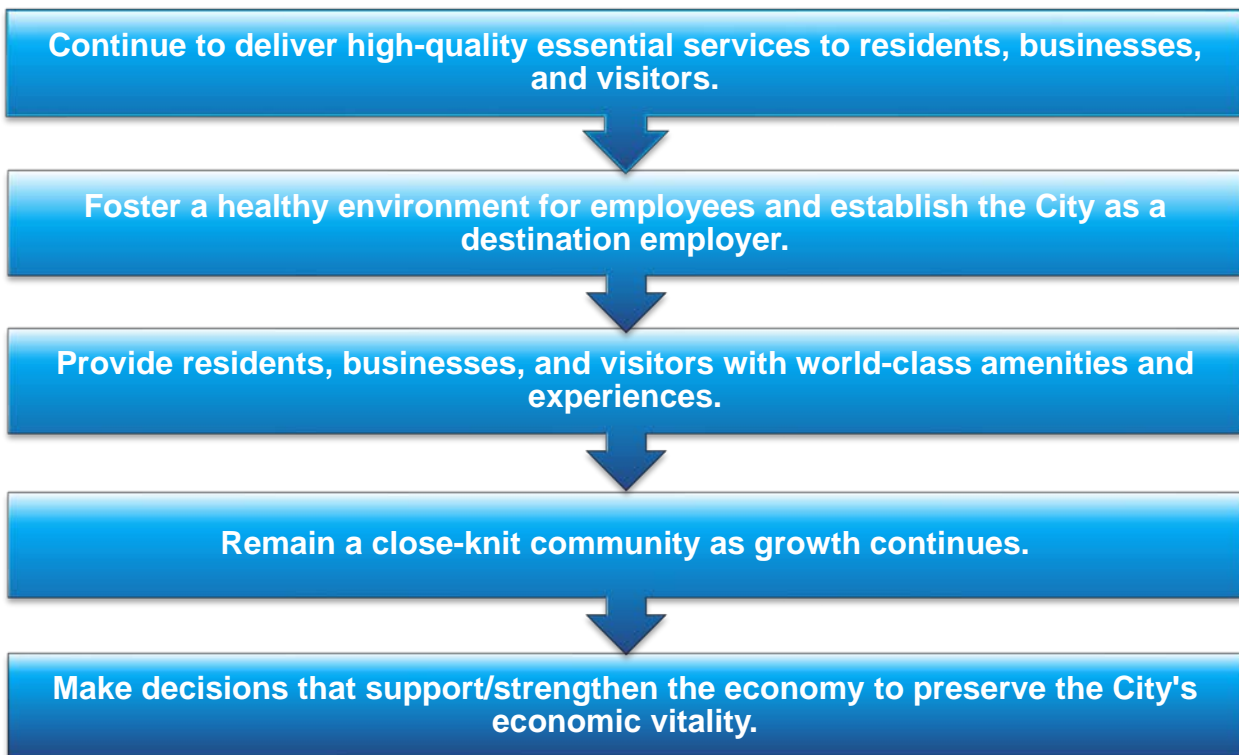 Continue to deliver high-quality essential services to residents, businesses,
and visitors.
Foster a healthy environment for employees and establish the City as a
destination employer.
Provide residents, businesses, and visitors with world-class amenities and
experiences.
Remain a close-knit community as growth continues.
Make decisions that support/strengthen the economy to preserve the City's
economic vitality.